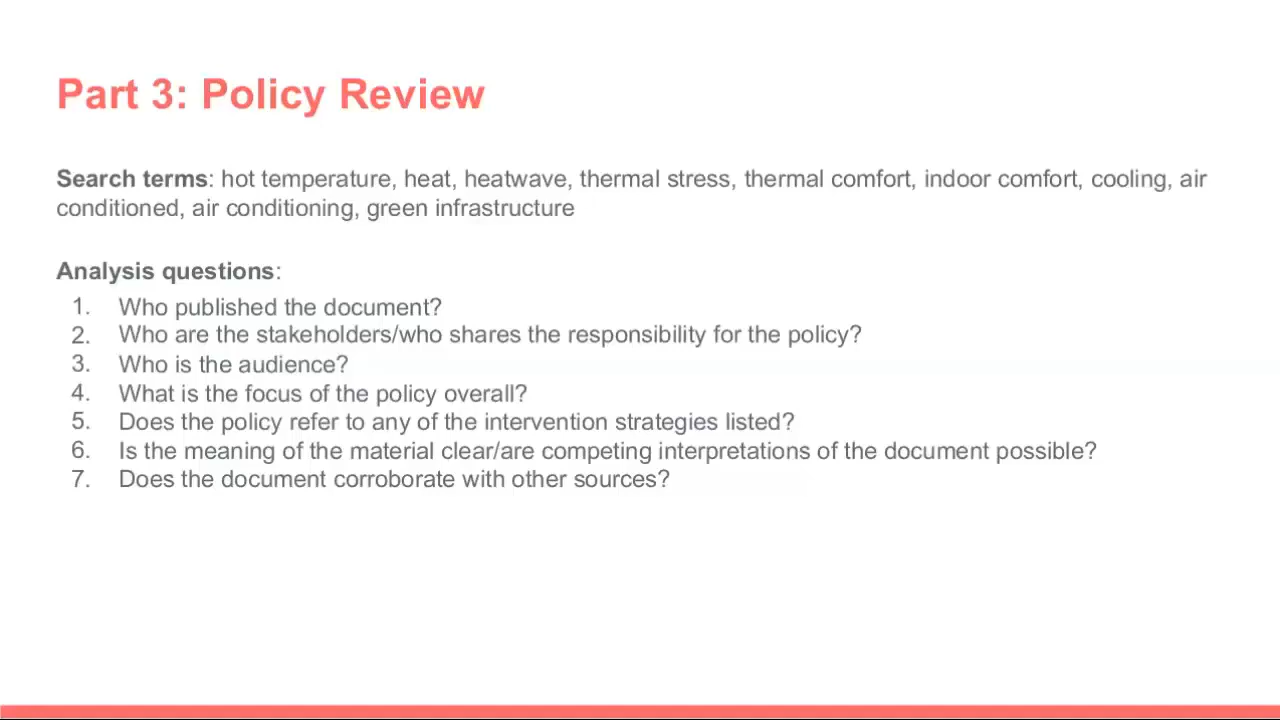 Part 3: Policy Review
Search terms: hot temperature, heat, heatwave, thermal stress, thermal comfort, indoor comfort, cooling, air
conditioned, air conditioning, green infrastructure
Analysis questions:
1. Who published the document?
2. Who are the stakeholders/who shares the responsibility for the policy?
3. Who is the audience?
4. What is the focus of the policy overall?
5. Does the policy refer to any of the intervention strategies listed?
6. Is the meaning of the material clear/are competing interpretations of the document possible?
7. Does the document corroborate with other sources?